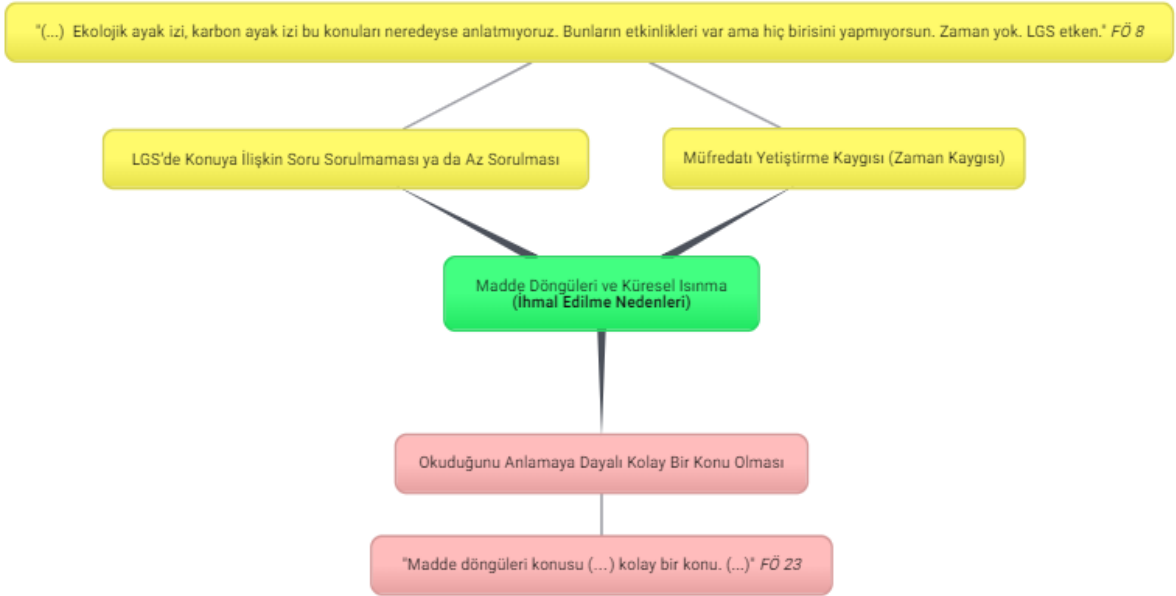 "(...) Ekolojik ayak izi, karbon ayak izi bu konuları neredeyse anlatmıyoruz. Bunların etkinlikleri var ama hiç birisini yapmıyorsun. Zaman yok. LGS etken." FÖ 8
LGS'de Konuya İlişkin Soru Sorulmaması ya da Az Sorulması
Müfredatı Yetiştirme Kaygısı (Zaman Kaygısı)
Madde Döngüleri ve Küresel Isınma
(İhmal Edilme Nedenleri)
Okuduğunu Anlamaya Dayalı Kolay Bir Konu Olması
"Madde döngüleri konusu (...) kolay bir konu. (...)" FÖ 23